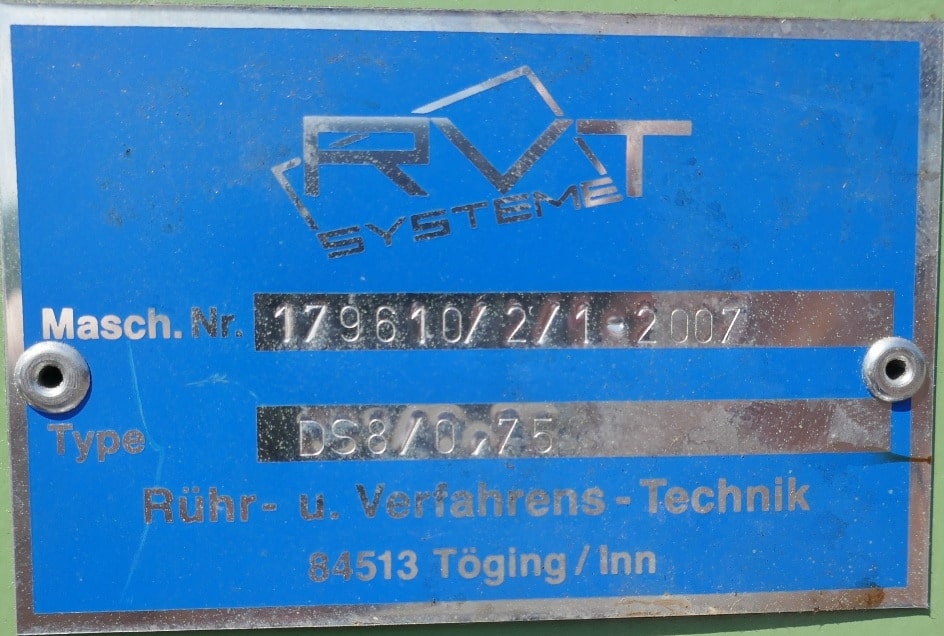 RVT
SYSTEME
Masch. Nr. 179610/2/1-2007
Type DS8/0,75
Rühr- u. Verfahrens-Technik
84513 Töging/Inn